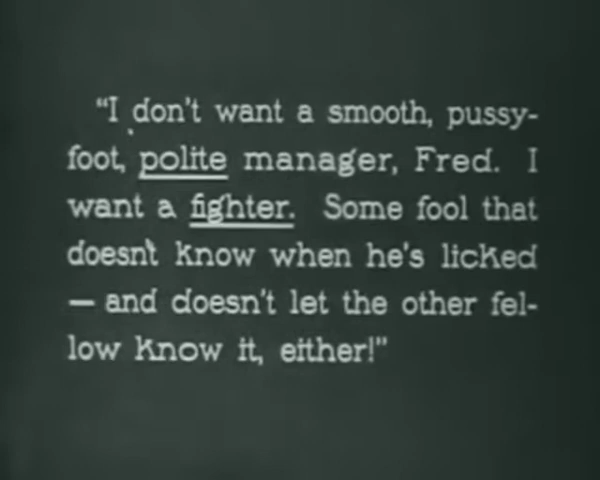 "I don't want a smooth, pussy-
foot, polite manager, Fred. I
want a fighter. Some fool that
doesn't know when he's licked
— and doesn't let the other fel-
low know it, either!"